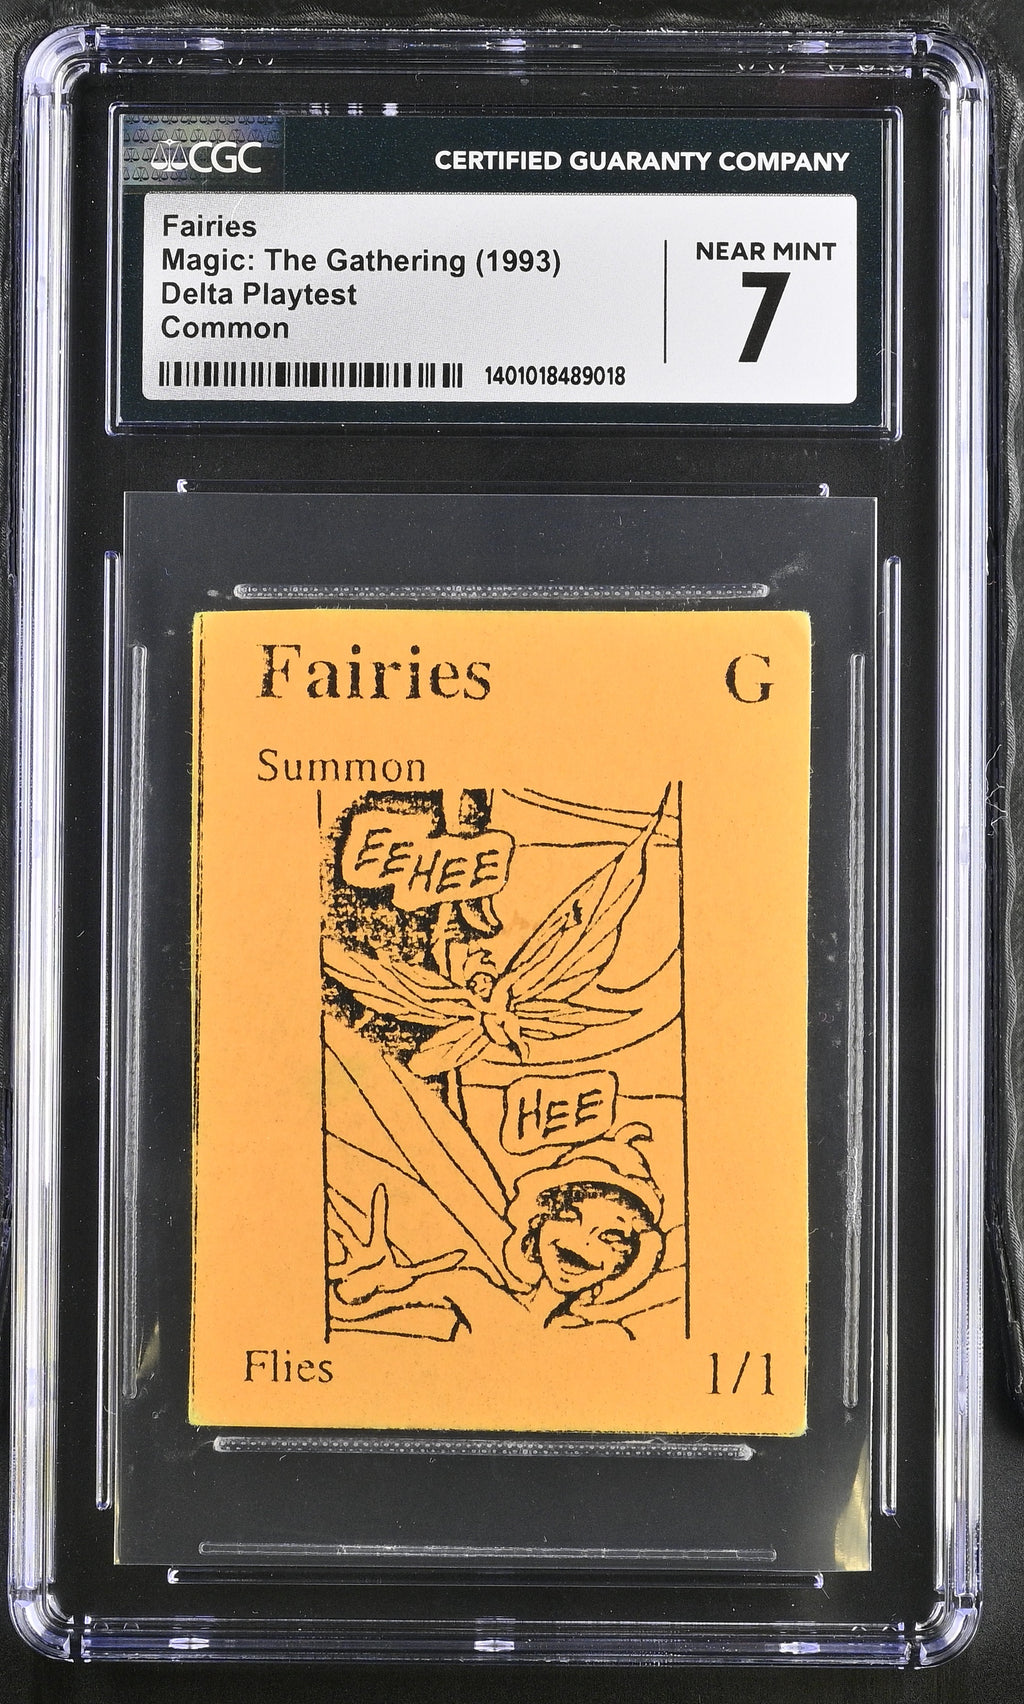 CGC
CERTIFIED GUARANTY COMPANY
Fairies
Magic: The Gathering (1993)
Delta Playtest
Common
1401018489018
NEAR MINT
7
Fairies G
Summon
EEHEE
HEE
Flies 1/1